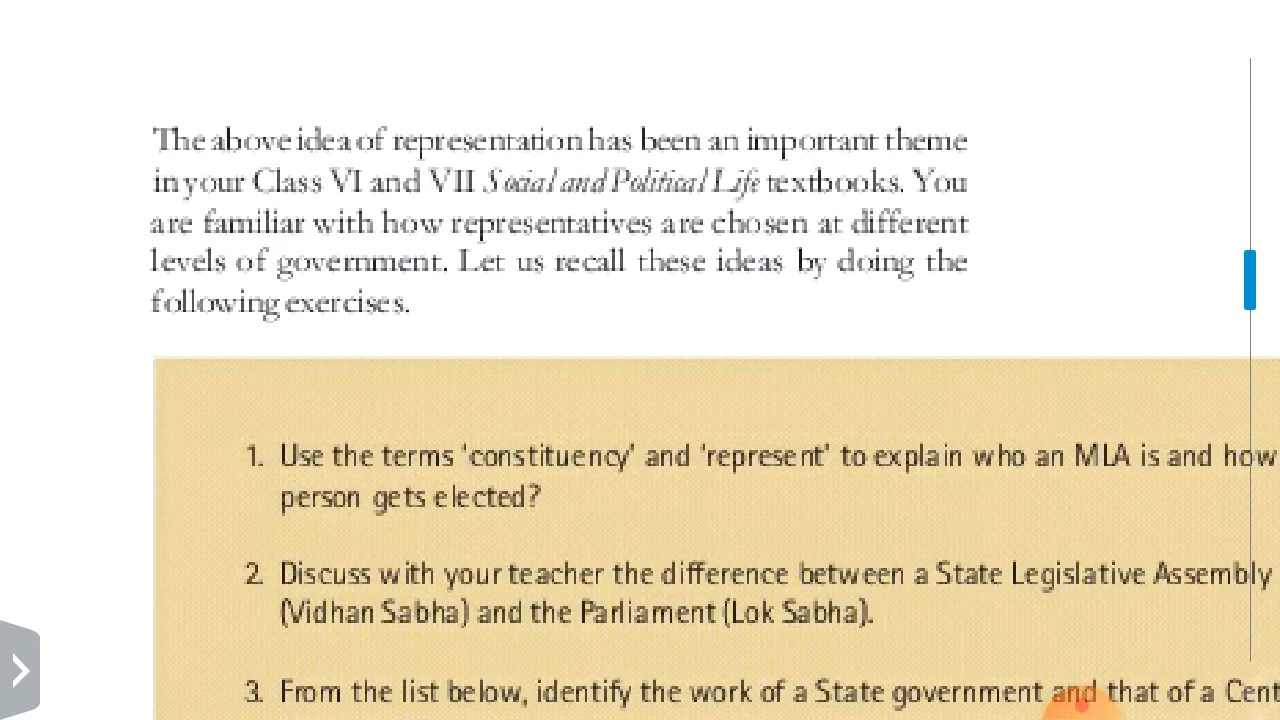 The above idea of representation has been an important theme
in your Class VI and VII Social and Political Life textbooks. You
are familiar with how representatives are chosen at different
levels of government. Let us recall these ideas by doing the
following exercises.
1. Use the terms 'constituency' and 'represent' to explain who an MLA is and how
person gets elected?
2. Discuss with your teacher the difference between a State Legislative Assembly
(Vidhan Sabha) and the Parliament (Lok Sabha).
3. From the list below, identify the work of a State government and that of a Cent